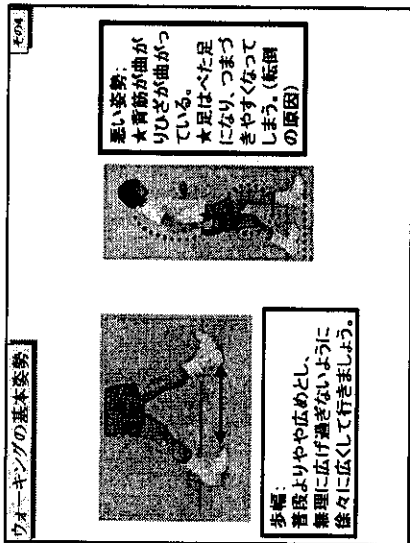 ウォーキングの基本姿勢
その4
歩幅:
普段よりやや広めとし、
無理に広げ過ぎないように
徐々に広くして行きましょう。
悪い姿勢;
★背筋が曲が
りひざが曲がっ
ている。
★足はべた足
になり、つまづ
きやすくなって
しまう。(転倒
の原因)